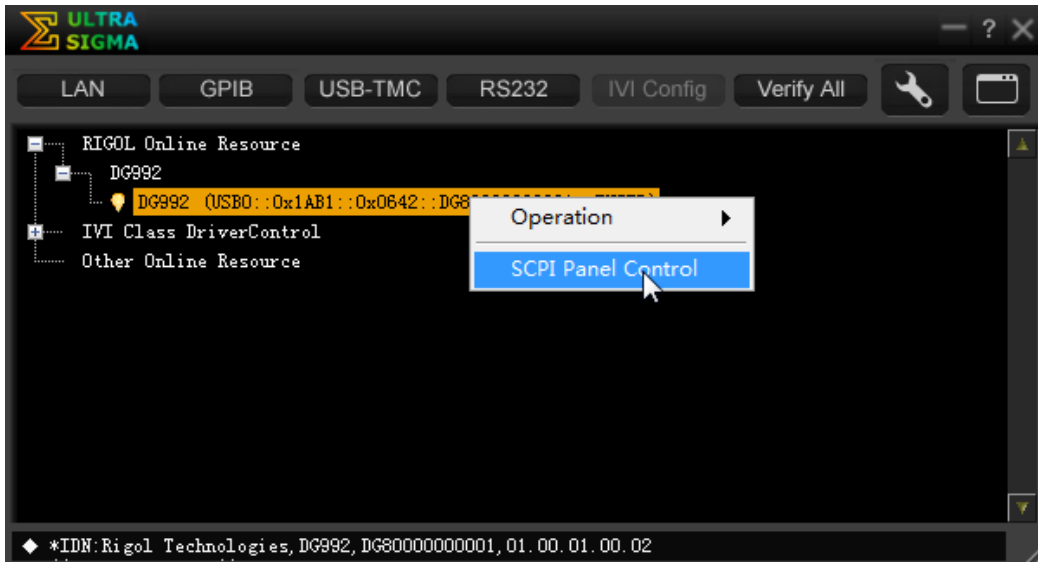 ULTRA
SIGMA
LAN GPIB USB-TMC RS232 IVI Config Verify All
RIGOL Online Resource
DG992
DG992 (USB0::0x1AB1::0x0642::DG8
Operation
IVI Class DriverControl
Other Online Resource
SCPI Panel Control
*IDN:Rigol Technologies,DG992,DG80000000001,01.00.01.00.02